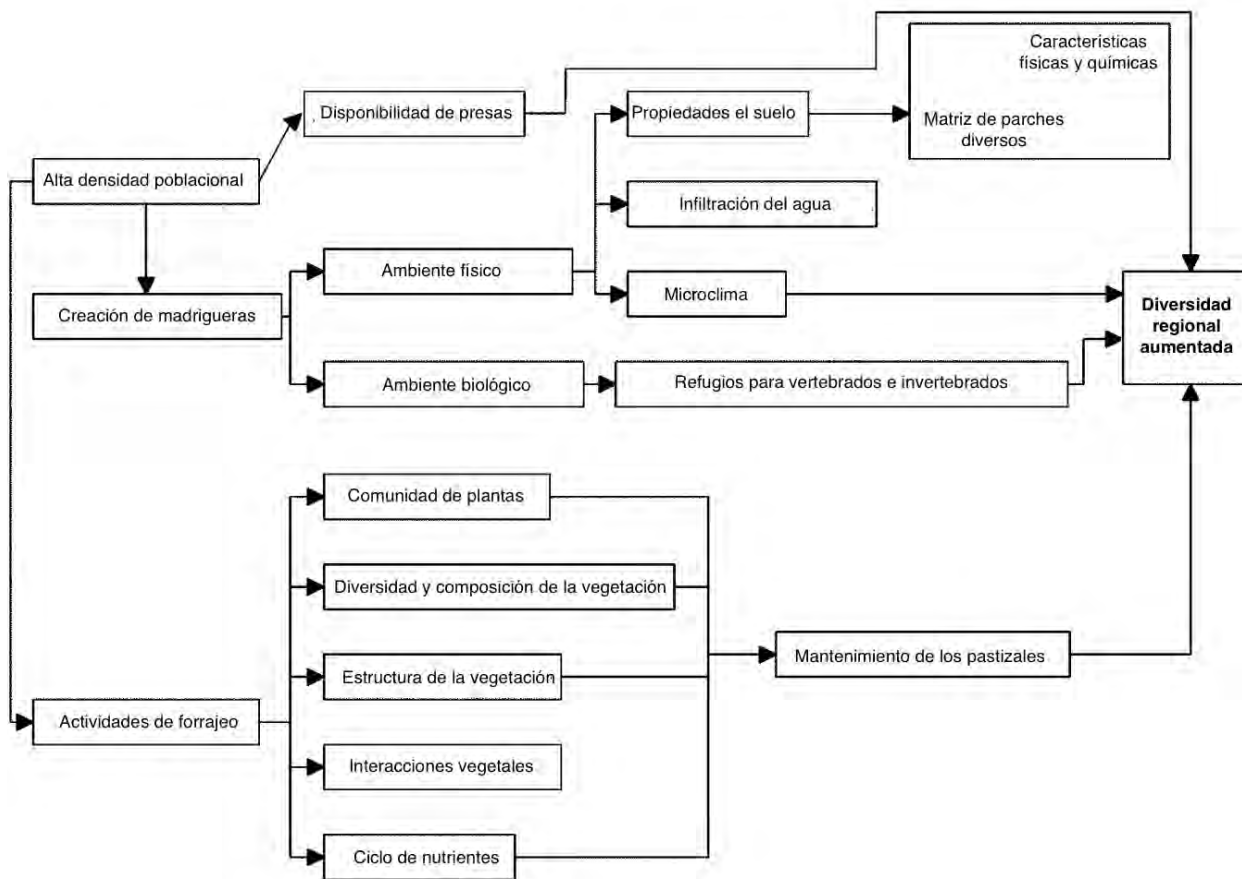 Características
físicas y químicas
Disponibilidad de presas
Propiedades el suelo
Matriz de parches
diversos
Alta densidad poblacional
Infiltración del agua
Ambiente físico
Microclima
Creación de madrigueras
Diversidad
regional
aumentada
Ambiente biológico
Refugios para vertebrados e invertebrados
Comunidad de plantas
Diversidad y composición de la vegetación
Mantenimiento de los pastizales
Estructura de la vegetación
Actividades de forrajeo
Interacciones vegetales
Ciclo de nutrientes